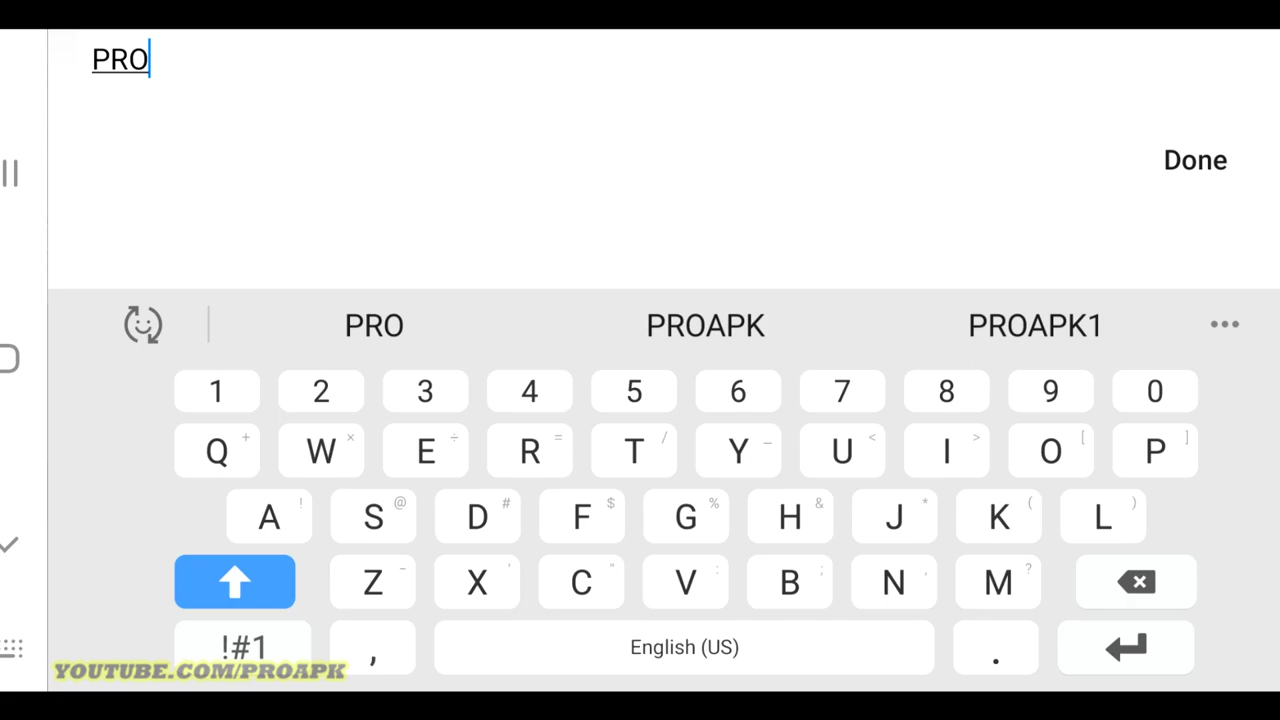 PRO
Done
PRO PROAPK PROAPK1 •••
1 2 3 4 5 6 7 8 9 0
Q + W × E ÷ R = T / Y _ U < I > O [ P ]
A ! S @ D # F $ G % H & J * K ( L )
Z - X ' C " V : B ; N , M ?
!#1 , English (US) .
YOUTUBE.COM/PROAPK